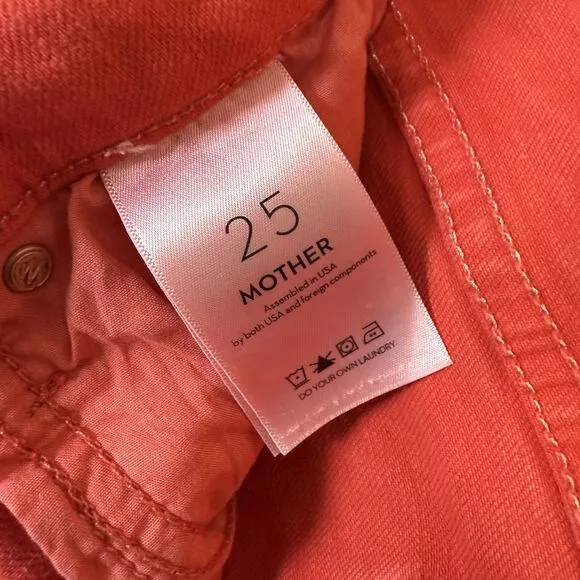 25
MOTHER
Assembled in USA
by both USA and foreign components
DO YOUR OWN LAUNDRY